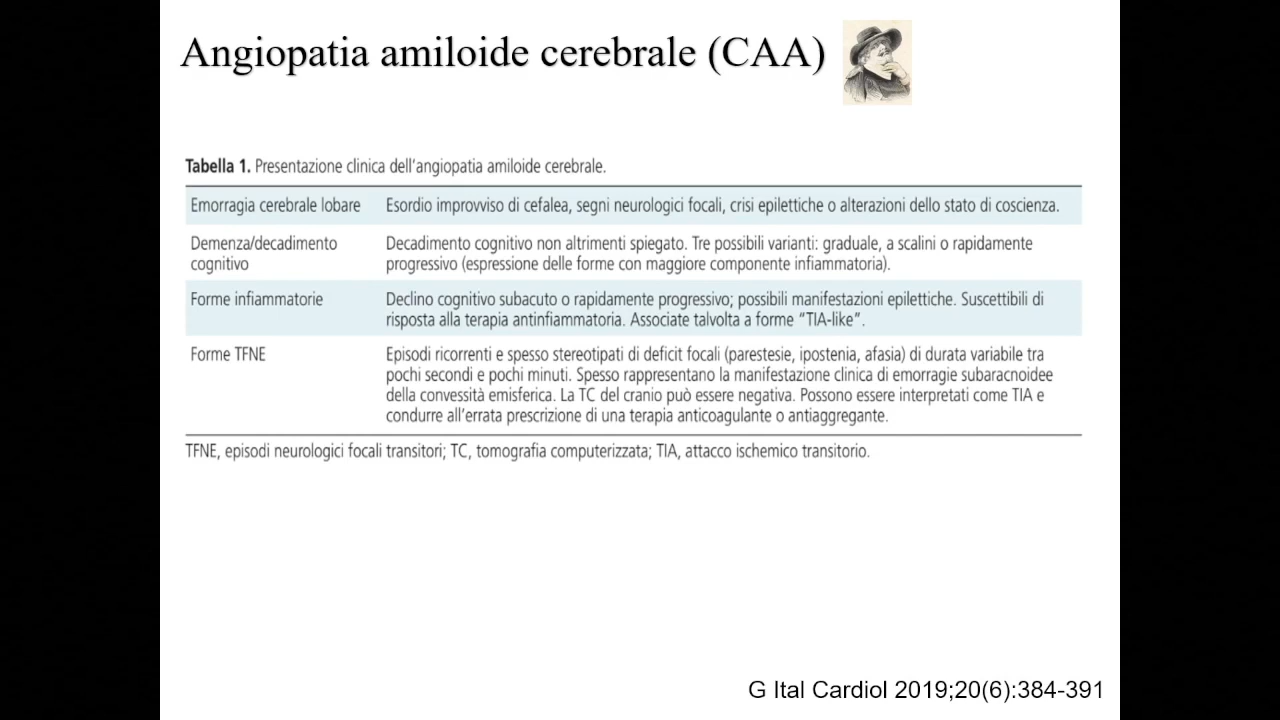 Angiopatia amiloide cerebrale (CAA)
Tabella 1. Presentazione clinica dell'angiopatia amiloide cerebrale.
Emorragia cerebrale lobare Esordio improvviso di cefalea, segni neurologici focali, crisi epilettiche o alterazioni dello stato di coscienza.
Demenza/decadimento cognitivo Decadimento cognitivo non altrimenti spiegato. Tre possibili varianti: graduale, a scalini o rapidamente
progressivo (espressione delle forme con maggiore componente infiammatoria).
Forme infiammatorie Declino cognitivo subacuto o rapidamente progressivo; possibili manifestazioni epilettiche. Suscettibili di
risposta alla terapia antinfiammatoria. Associate talvolta a forme “TIA-like”.
Forme TFNE Episodi ricorrenti e spesso stereotipati di deficit focali (parestesie, ipostenia, afasia) di durata variabile tra
pochi secondi e pochi minuti. Spesso rappresentano la manifestazione clinica di emorragie subaracnoidee
della convessità emisferica. La TC del cranio può essere negativa. Possono essere interpretati come TIA e
condurre all'errata prescrizione di una terapia anticoagulante o antiaggregante.
TFNE, episodi neurologici focali transitori; TC, tomografia computerizzata; TIA, attacco ischemico transitorio.
G Ital Cardiol 2019;20(6):384-391